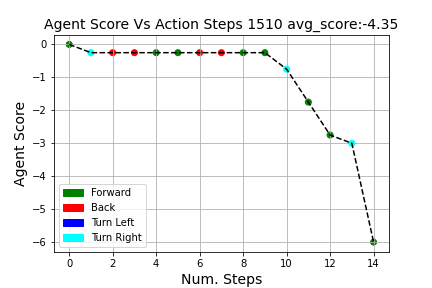 Agent Score Vs Action Steps 1510 avg_score:-4.35
0
−1
−2
−3
−4
−5
−6
Agent Score
Forward
Back
Turn Left
Turn Right
0 2 4 6 8 10 12 14
Num. Steps